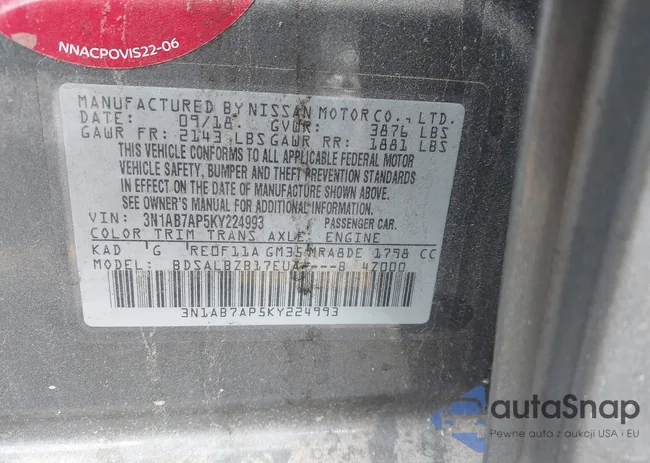 NNACPOVIS22-06
MANUFACTURED BY NISSAN MOTOR CO., LTD.
DATE: 09/18 GVWR: 3876 LBS
GAWR FR: 2143 LBS GAWR RR: 1881 LBS
THIS VEHICLE CONFORMS TO ALL APPLICABLE FEDERAL MOTOR
VEHICLE SAFETY, BUMPER AND THEFT PREVENTION STANDARDS
IN EFFECT ON THE DATE OF MANUFACTURE SHOWN ABOVE.
SEE OWNER'S MANUAL FOR ADDITIONAL INFORMATION.
VIN: 3N1AB7AP5KY224993 PASSENGER CAR.
COLOR TRIM TRANS AXLE ENGINE
KAD G RE0F11A GM35 MRA8DE 1798 CC
MODEL: 4Z000
3N1AB7AP5KY224993
autoSnap
Pewne auta z aukcji USA i EU